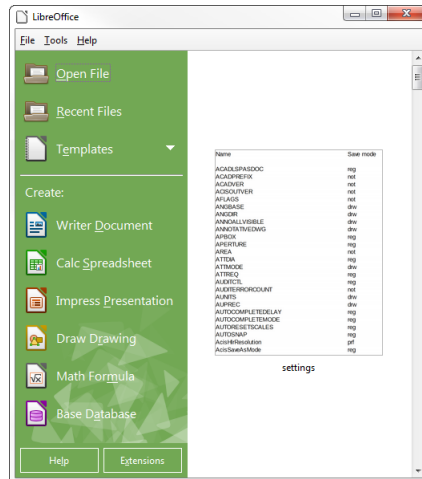 LibreOffice
File Tools Help
Open File
Recent Files
Templates
Create:
Writer Document
Calc Spreadsheet
Impress Presentation
Draw Drawing
Math Formula
Base Database
Help Extensions
Name Save mode
ACADLSPASDOC reg
ACADPREFIX not
ACADVER not
ACISOUTVER not
AFLAGS not
ANGBASE drw
ANGDIR drw
ANNOALLVISIBLE drw
ANNOTATIVEDWG drw
APBOX reg
APERTURE reg
AREA not
ATTDIA reg
ATTMODE drw
ATTREQ reg
AUDITCTL reg
AUDITERRORCOUNT not
AUNITS drw
AUPREC drw
AUTOCOMPLETEDELAY reg
AUTOCOMPLETEMODE reg
AUTORESETSCALES reg
AUTOSNAP reg
AcisHlrResolution prf
AcisSaveAsMode reg
settings